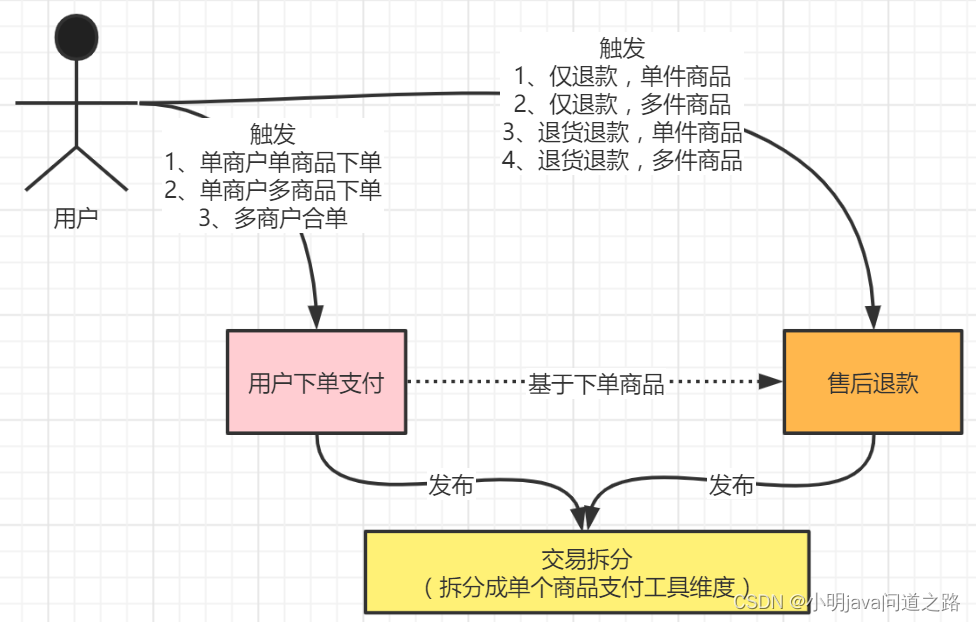 触发
1、仅退款，单件商品
2、仅退款，多件商品
3、退货退款，单件商品
4、退货退款，多件商品
触发
1、单商户单商品下单
2、单商户多商品下单
3、多商户合单
用户
用户下单支付
基于下单商品
售后退款
发布
发布
交易拆分
（拆分成单个商品支付工具维度）
CSDN @小明java问道之路